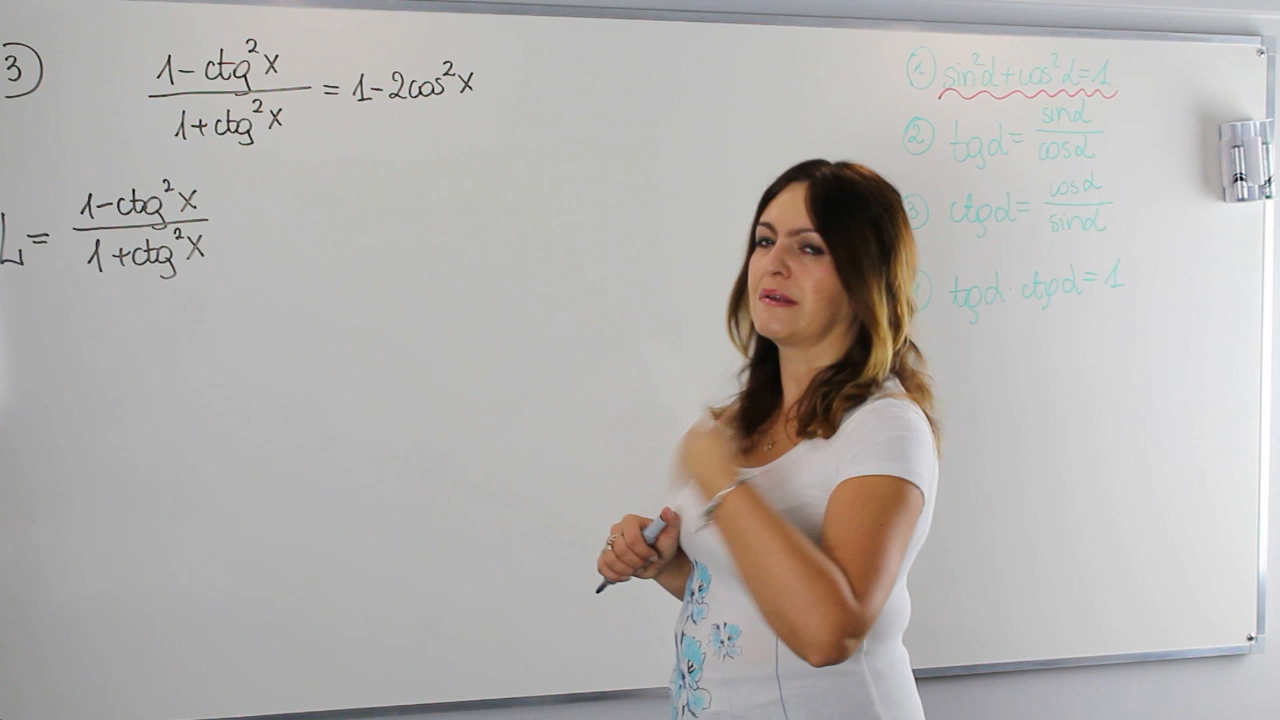 3
1-ctg²x
1+ctg²x
= 1-2cos²x
L =
1-ctg²x
1+ctg²x
① sin²α+cos²α=1
② tgα= sinα
cosα
3 ctgα= cosα
sinα
tgα · ctgα=1